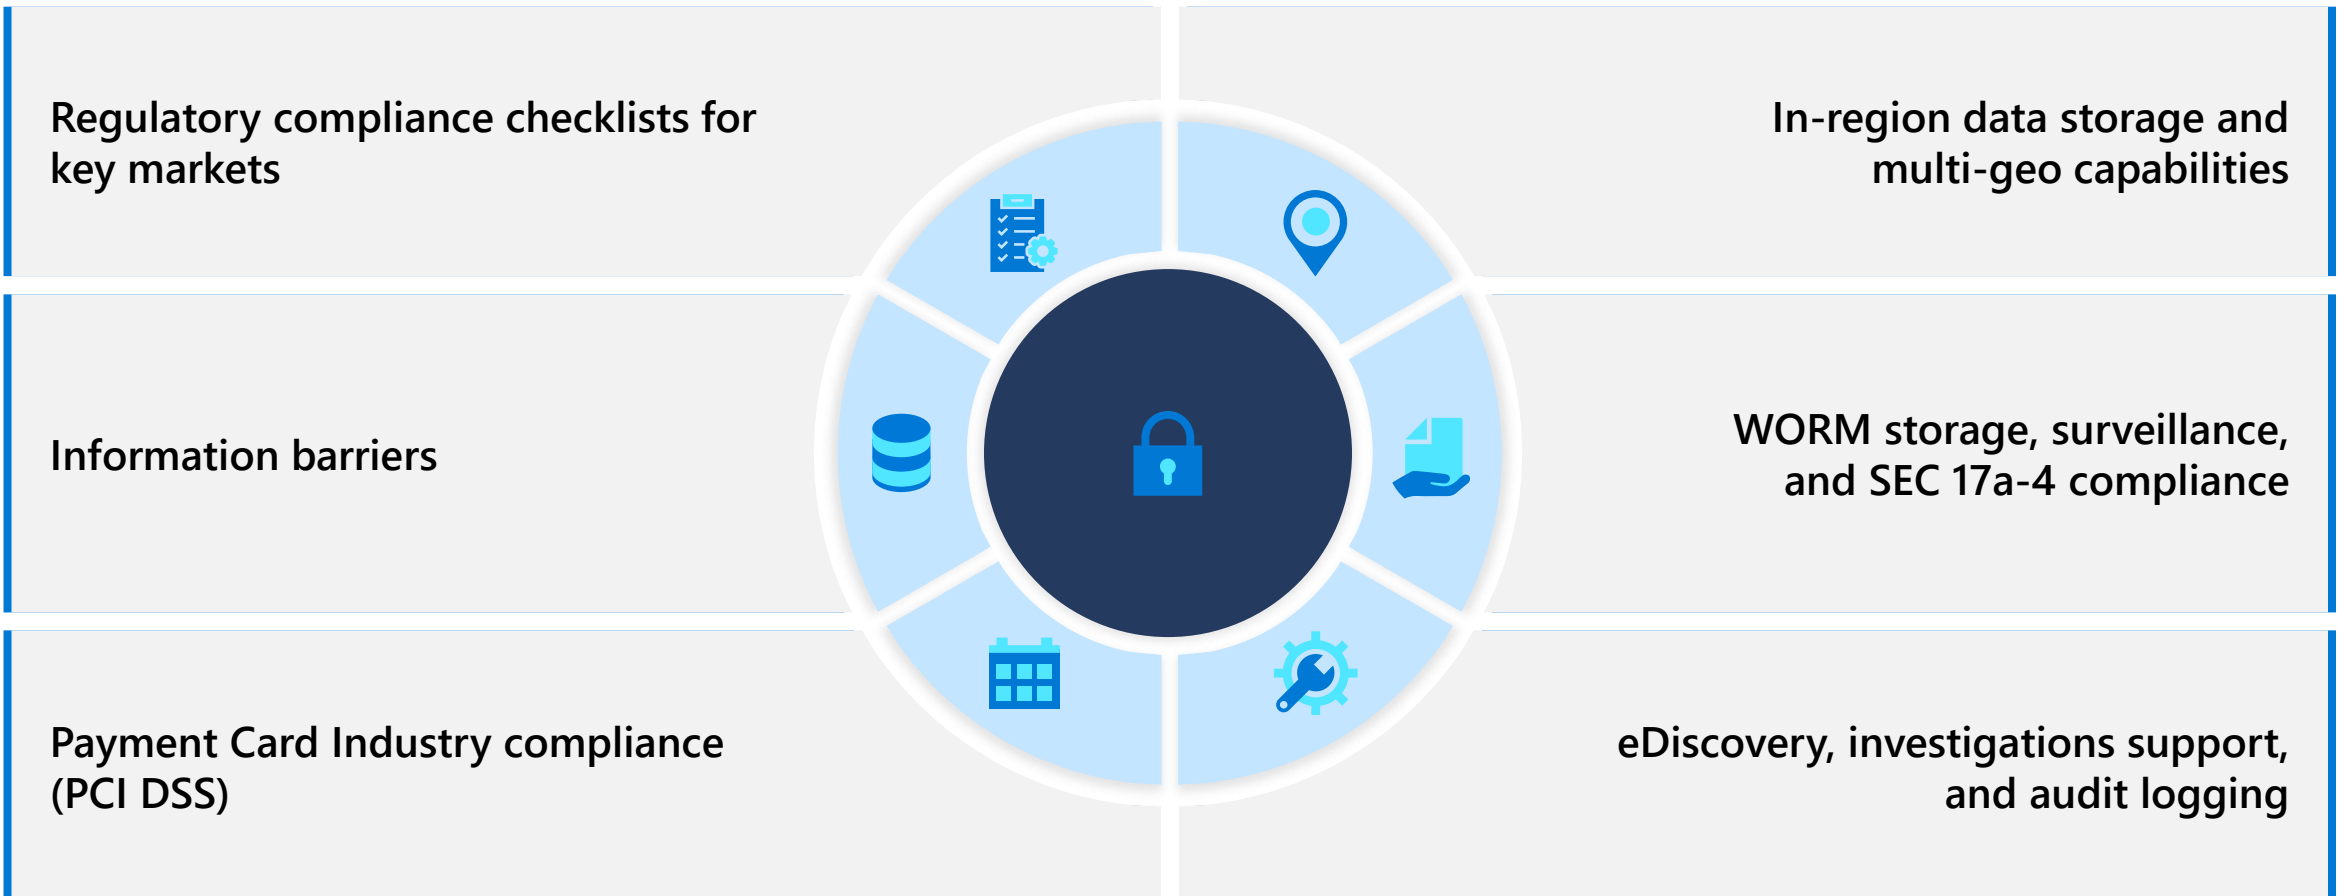 Regulatory compliance checklists for
key markets
In-region data storage and
multi-geo capabilities
Information barriers
WORM storage, surveillance,
and SEC 17a-4 compliance
Payment Card Industry compliance
(PCI DSS)
eDiscovery, investigations support,
and audit logging